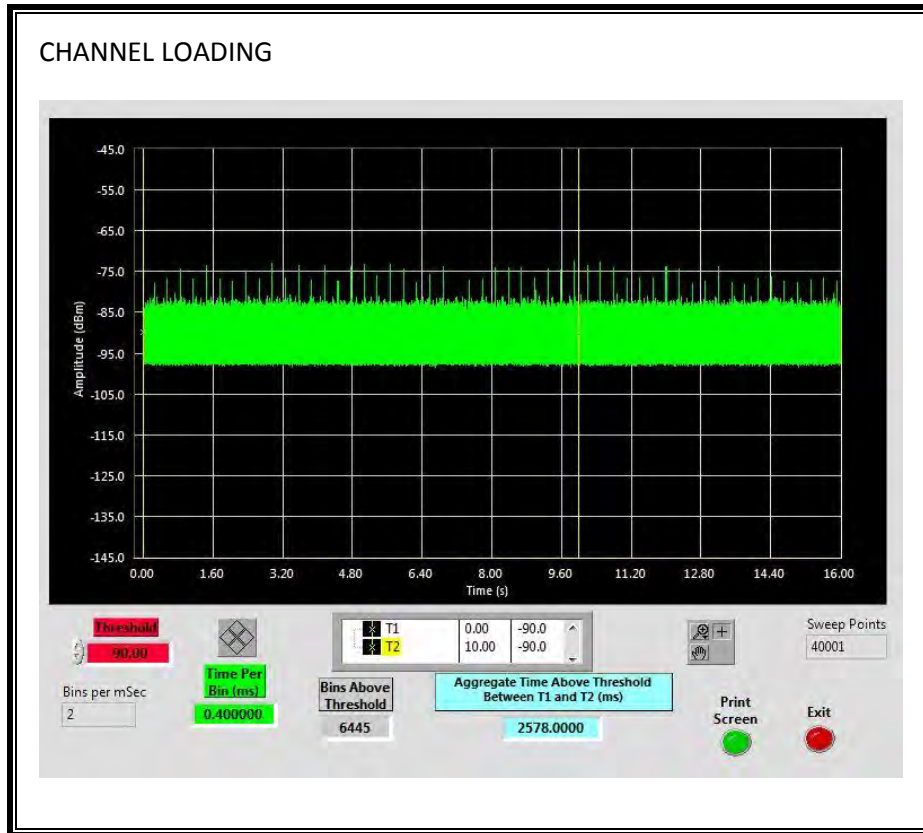 CHANNEL LOADING
-45.0
-55.0
-65.0
-75.0
-85.0
-95.0
-105.0
-115.0
-125.0
-135.0
-145.0
Amplitude (dBm)
0.00 1.60 3.20 4.80 6.40 8.00 9.60 11.20 12.80 14.40 16.00
Time (s)
Threshold
-90.00
Bins per mSec
2
Time Per
Bin (ms)
0.400000
T1 0.00 -90.0
T2 10.00 -90.0
Bins Above
Threshold
6445
Aggregate Time Above Threshold
Between T1 and T2 (ms)
2578.0000
Sweep Points
40001
Print
Screen
Exit